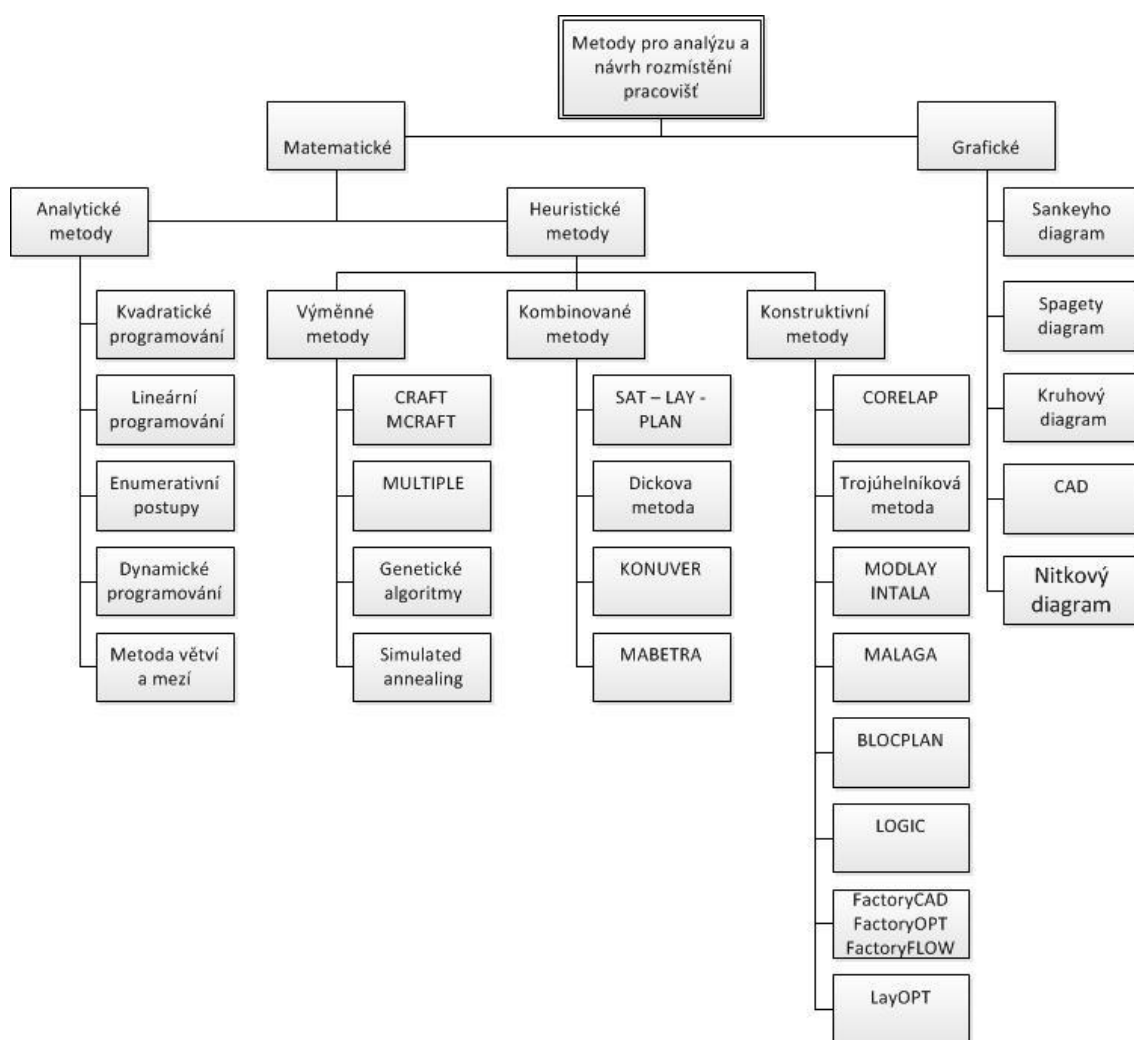 Metody pro analýzu a
návrh rozmístění
pracovišť
Matematické
Grafické
Analytické
metody
Heuristické
metody
Sankeyho
diagram
Spagety
diagram
Kruhový
diagram
CAD
Nitkový
diagram
Kvadratické
programování
Lineární
programování
Enumerativní
postupy
Dynamické
programování
Metoda větví
a mezí
Výměnné
metody
CRAFT
MCRAFT
MULTIPLE
Genetické
algoritmy
Simulated
annealing
Kombinované
metody
SAT – LAY -
PLAN
Dickova
metoda
KONUVER
MABETRA
Konstruktivní
metody
CORELAP
Trojúhelníková
metoda
MODLAY
INTALA
MALAGA
BLOCPLAN
LOGIC
FactoryCAD
FactoryOPT
FactoryFLOW
LayOPT